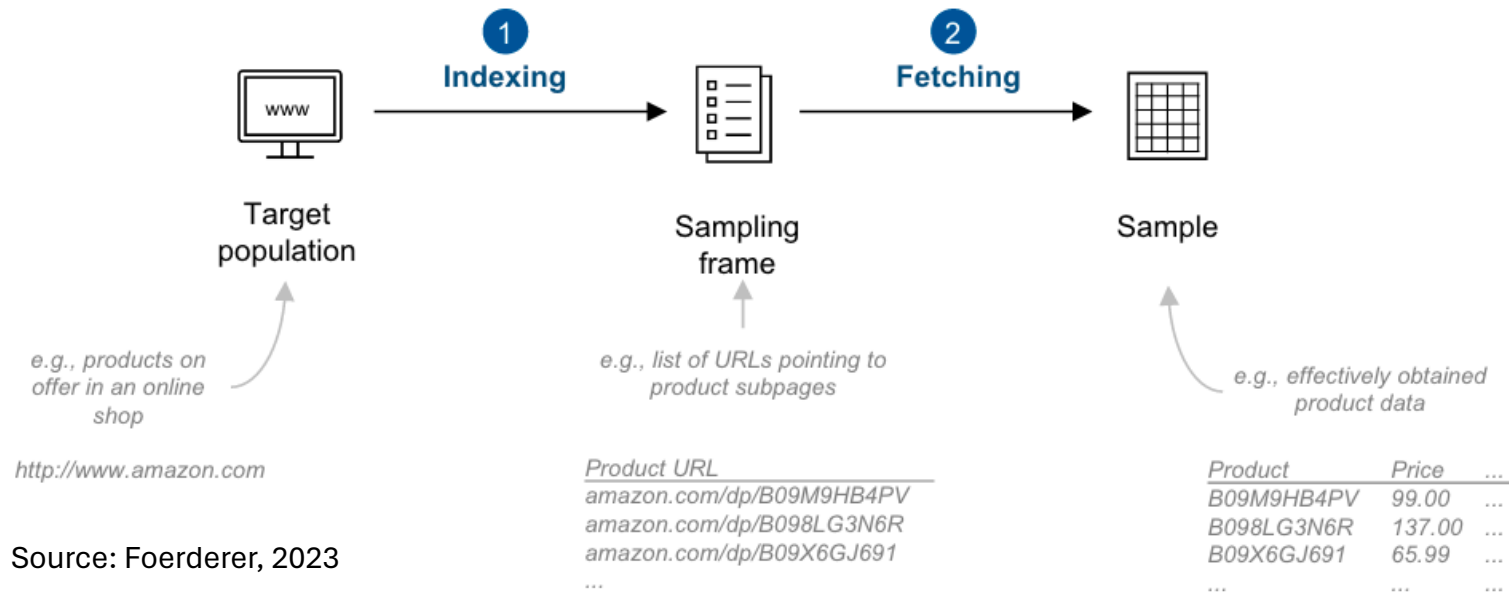 1
Indexing
2
Fetching
www
Target
population
Sampling
frame
Sample
e.g., products on
offer in an online
shop
e.g., list of URLs pointing to
product subpages
e.g., effectively obtained
product data
http://www.amazon.com
Product URL
amazon.com/dp/B09M9HB4PV
amazon.com/dp/B098LG3N6R
amazon.com/dp/B09X6GJ691
...
Product Price ...
B09M9HB4PV 99.00 ...
B098LG3N6R 137.00 ...
B09X6GJ691 65.99 ...
... ... ...
Source: Foerderer, 2023